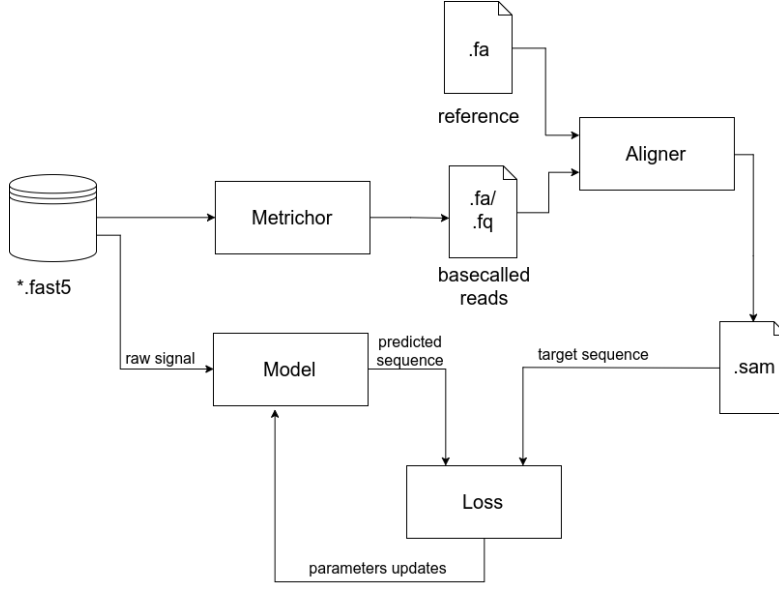 .fa
reference
Aligner
Metrichor
.fa/
.fq
basecalled
reads
*.fast5
raw signal
Model
predicted
sequence
target sequence
.sam
Loss
parameters updates